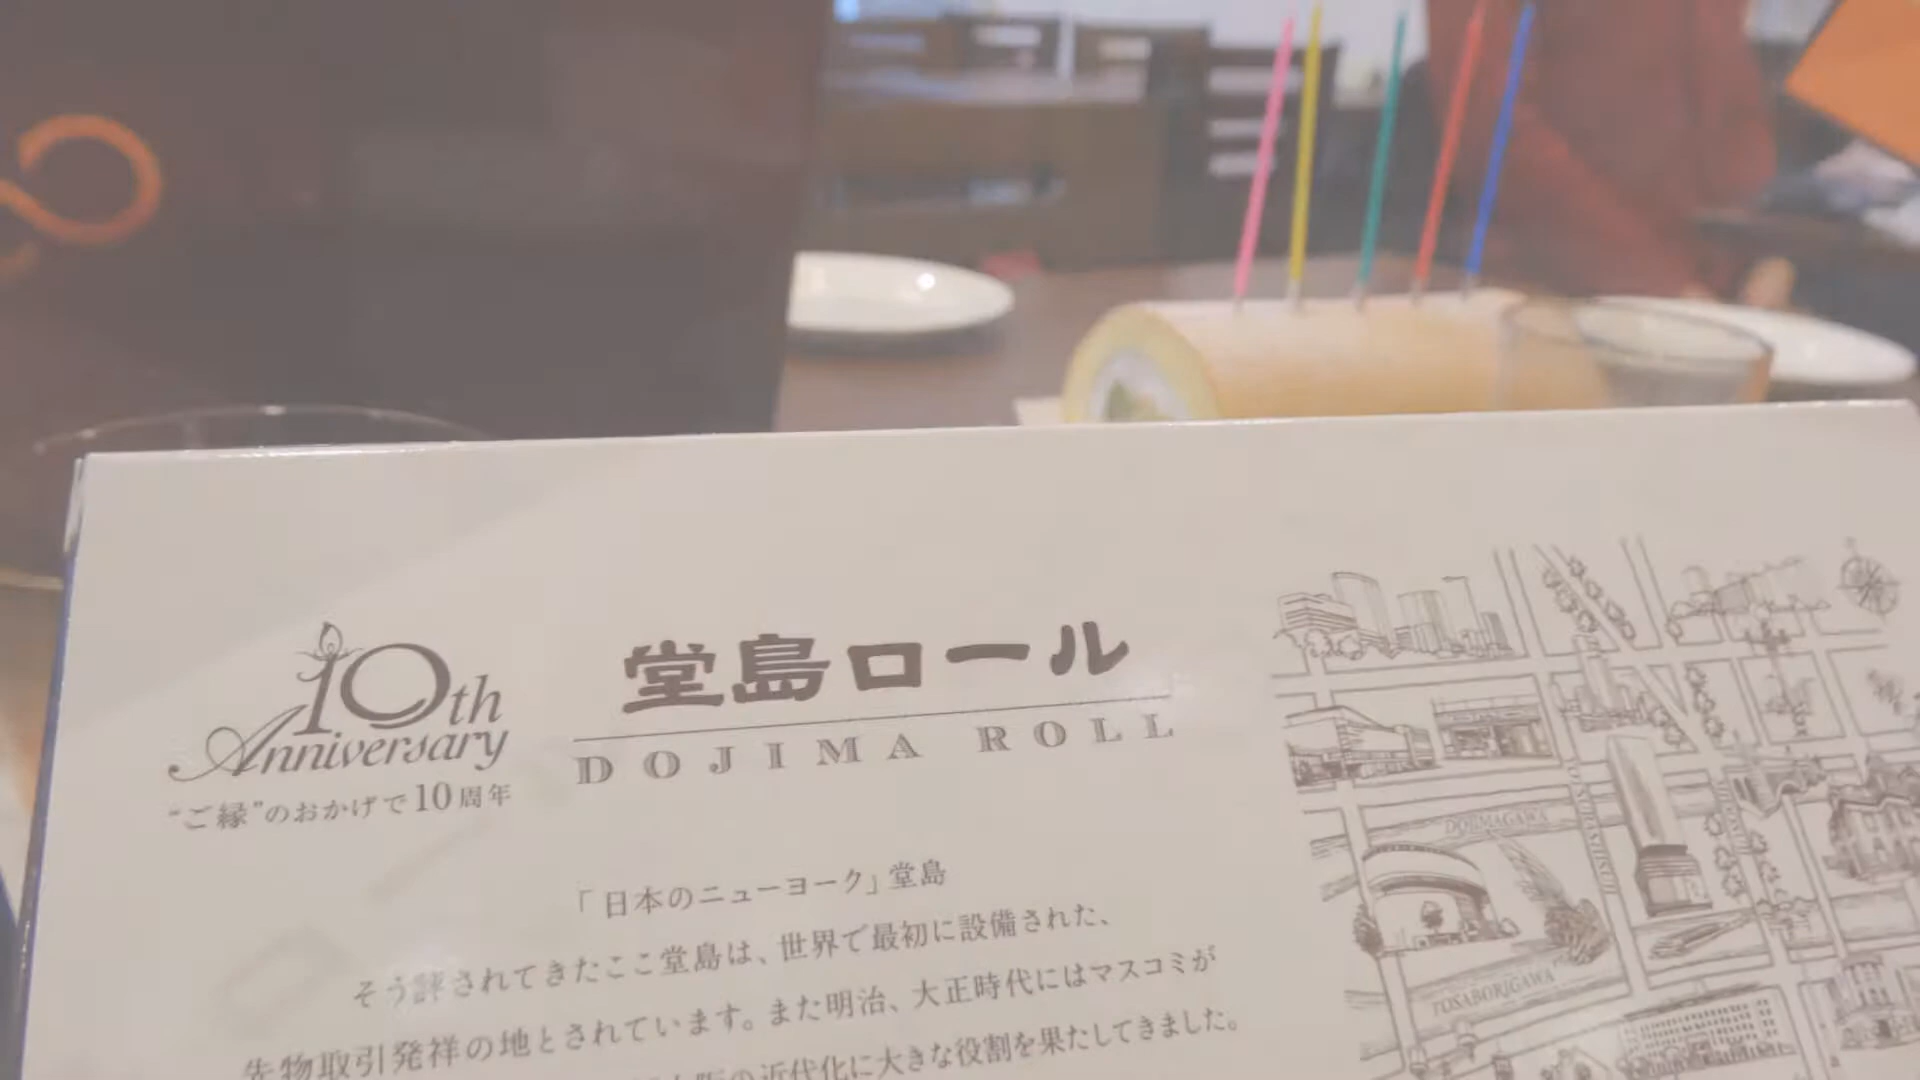 10th
Anniversary
“ご縁”のおかげで10周年
堂島ロール
DOJIMA ROLL
「日本のニューヨーク」堂島
そう評されてきたここ堂島は、世界で最初に設備された、
先物取引発祥の地とされています。また明治、大正時代にはマスコミが
の近代化に大きな役割を果たしてきました。
DOJIMAGAWA
TOSABORIGAWA